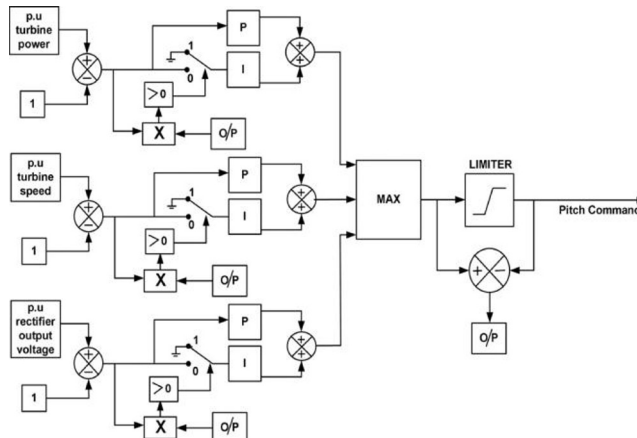 p.u
turbine
power
1
P
I
1
0
>0
X
O/P
p.u
turbine
speed
1
P
I
1
0
>0
X
O/P
p.u
rectifier
output
voltage
1
P
I
1
0
>0
X
O/P
MAX
LIMITER
Pitch Command
O/P